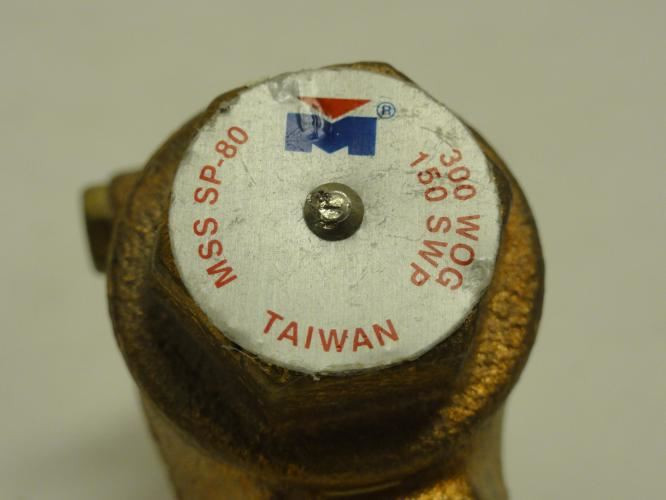 ®
MSS SP-80
300 WOG
150 SWP
TAIWAN